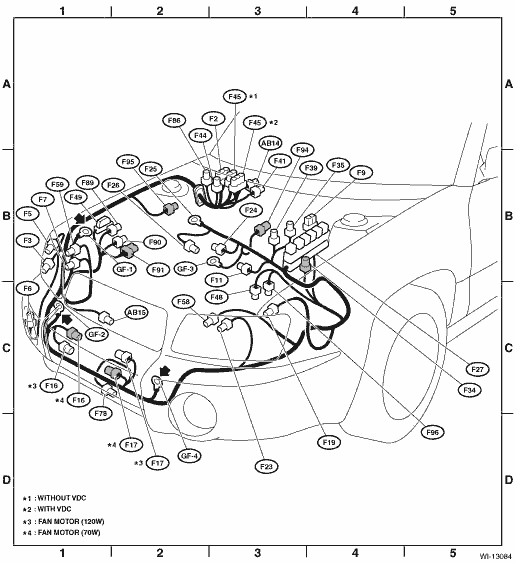 1 2 3 4 5
A A
F45 *1
F86 F2 F45 *2
F44 AB14
F95 F41 F94
F25 F39 F35 F9
F59 F89 F26
F7 F49
B B
F5 F24
F3 F90
GF-1 F91 GF-3
F11
F6 F48
F58
AB15
GF-2
C C
F27
*3 F16 F34
*4 F16
F78 F96
*4 F17 F19
*3 F17 GF-4 F23
D D
*1 : WITHOUT VDC
*2 : WITH VDC
*3 : FAN MOTOR (120W)
*4 : FAN MOTOR (70W)
1 2 3 4 5
WI-13084